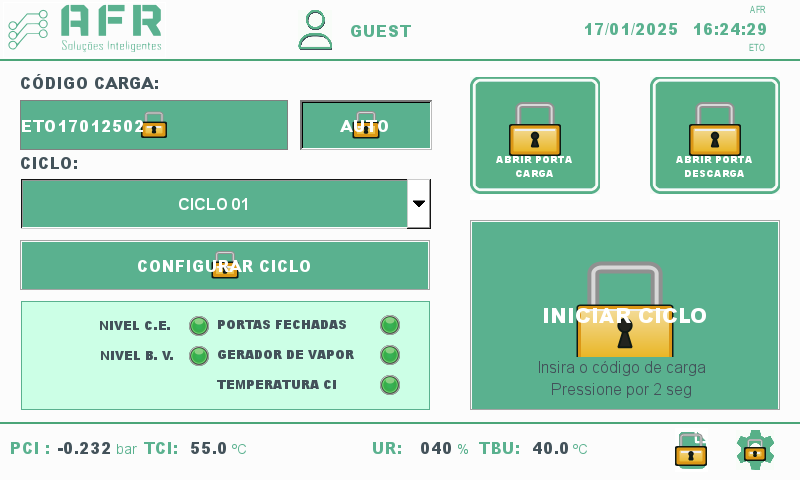 AFR
Soluções Inteligentes
GUEST
AFR
17/01/2025 16:24:29
ETO
CÓDIGO CARGA:
ETO17012502
AUTO
ABRIR PORTA
CARGA
ABRIR PORTA
DESCARGA
CICLO:
CICLO 01
CONFIGURAR CICLO
INICIAR CICLO
Insira o código de carga
Pressione por 2 seg
NIVEL C.E.
PORTAS FECHADAS
NIVEL B. V.
GERADOR DE VAPOR
TEMPERATURA CI
PCI : -0.232 bar TCI: 55.0 ºC UR: 040 % TBU: 40.0 ºC